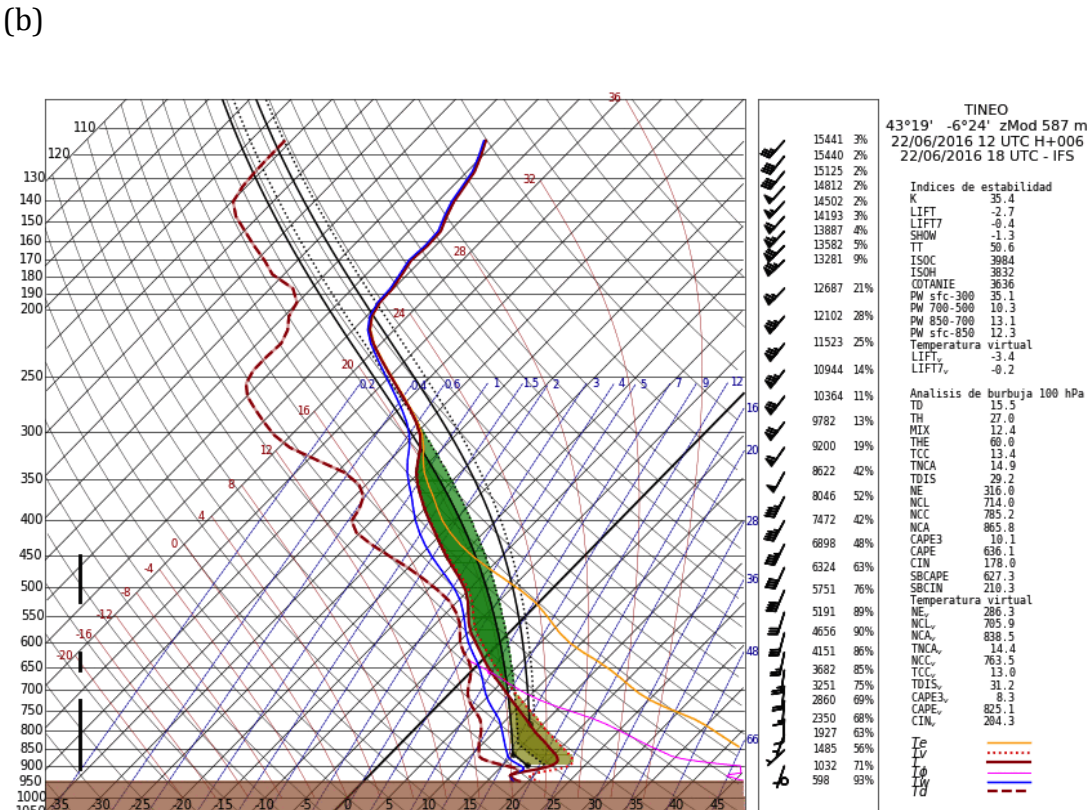 (b)
110
120
130
140
150
160
170
180
190
200
250
300
350
400
450
500
550
600
650
700
750
800
850
900
950
1000
1050
-35 -25 -20 -15 -10 -5 0 5 10 15 20 25 30 35 40 45
36
32
28
24
20
16
12
8
4
0
-4
-8
-12
-16
-20
0.2 0.4 0.6 1 1.5 2 3 4 5 7 9 12
16
20
28
36
48
66
15441 3%
15440 2%
15125 2%
14812 2%
14502 2%
14193 3%
13887 4%
13582 5%
13281 9%
12687 21%
12102 28%
11523 25%
10944 14%
10364 11%
9782 13%
9200 19%
8622 42%
8046 52%
7472 42%
6898 48%
6324 63%
5751 76%
5191 89%
4656 90%
4151 86%
3682 85%
3251 75%
2860 69%
2350 68%
1927 63%
1485 56%
1032 71%
598 93%
TINEO
43°19' -6°24' zMod 587 m
22/06/2016 12 UTC H+006
22/06/2016 18 UTC - IFS
Indices de estabilidad
K 35.4
LIFT -2.7
LIFT7 -0.4
SHOW -1.3
TT 50.6
ISOC 3984
ISOH 3832
COTANIE 3636
PW sfc-300 35.1
PW 700-500 10.3
PW 850-700 13.1
PW sfc-850 12.3
Temperatura virtual
LIFTᵥ -3.4
LIFT7ᵥ -0.2
Analisis de burbuja 100 hPa
TD 15.5
TH 27.0
MIX 12.4
THE 60.0
TCC 13.4
TNCA 14.9
TDIS 29.2
NE 316.0
NCL 714.0
NCC 785.2
NCA 865.8
CAPE3 10.1
CAPE 636.1
CIN 178.0
SBCAPE 627.3
SBCIN 210.3
Temperatura virtual
NEᵥ 286.3
NCLᵥ 705.9
NCAᵥ 838.5
TNCAᵥ 14.4
NCCᵥ 763.5
TCCᵥ 13.0
TDISᵥ 31.2
CAPE3ᵥ 8.3
CAPEᵥ 825.1
CINᵥ 204.3
Te
Tv
T
Tϕ
Tw
Td